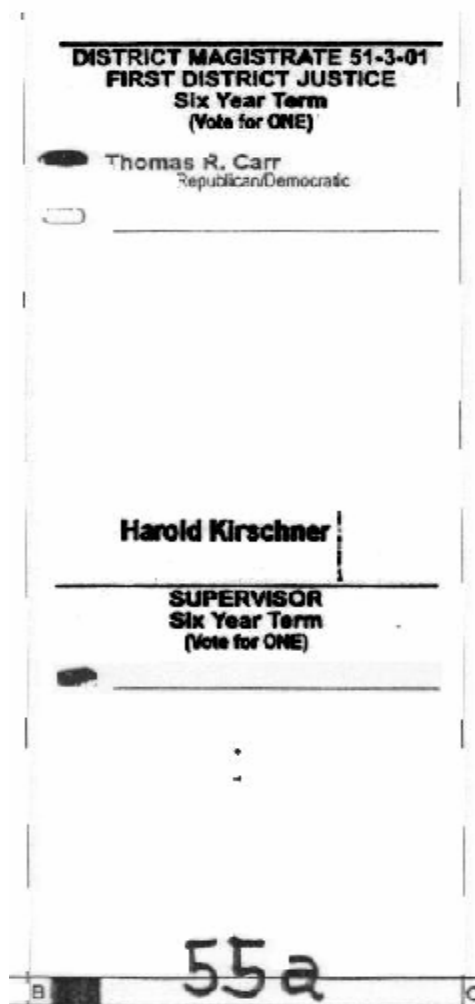 DISTRICT MAGISTRATE 51-3-01
FIRST DISTRICT JUSTICE
Six Year Term
(Vote for ONE)
Thomas R. Carr
Republican/Democratic
Harold Kirschner
SUPERVISOR
Six Year Term
(Vote for ONE)
55a
B